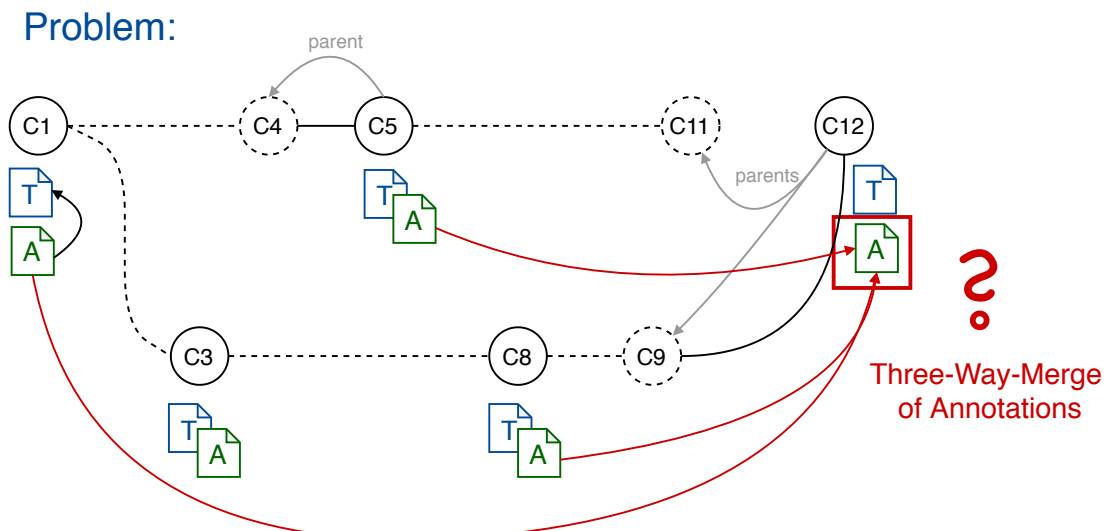 Problem:
parent
C1
C4
C5
C11
C12
parents
T
T
A
T
A
A
C3
C8
C9
Three-Way-Merge
of Annotations
T
A
T
A
?